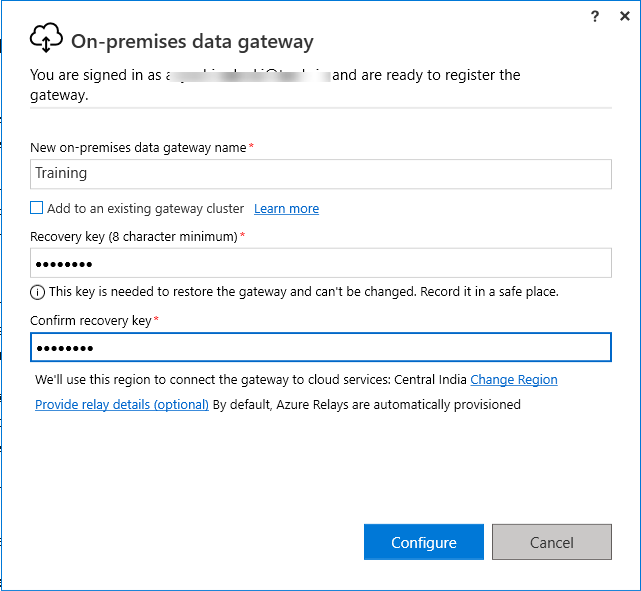 ? ×
On-premises data gateway
You are signed in as and are ready to register the
gateway.
New on-premises data gateway name*
Training
Add to an existing gateway cluster Learn more
Recovery key (8 character minimum)*
••••••••
This key is needed to restore the gateway and can't be changed. Record it in a safe place.
Confirm recovery key*
••••••••
We'll use this region to connect the gateway to cloud services: Central India Change Region
Provide relay details (optional) By default, Azure Relays are automatically provisioned
Configure Cancel